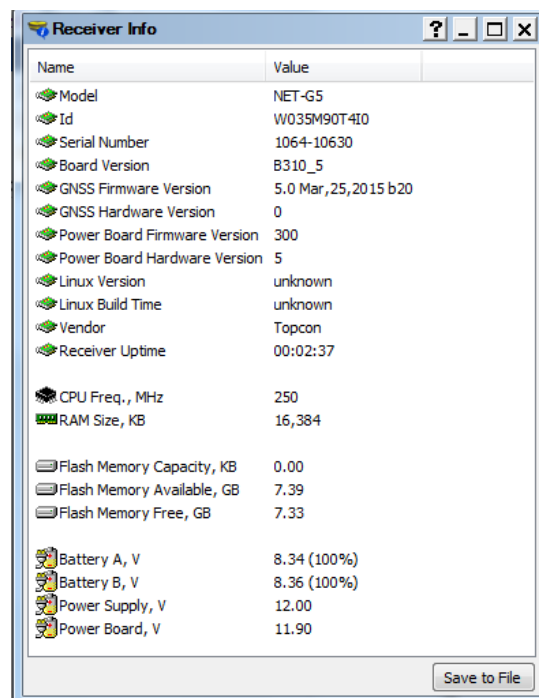 Receiver Info
Name Value
Model NET-G5
Id W035M90T4I0
Serial Number 1064-10630
Board Version B310_5
GNSS Firmware Version 5.0 Mar,25,2015 b20
GNSS Hardware Version 0
Power Board Firmware Version 300
Power Board Hardware Version 5
Linux Version unknown
Linux Build Time unknown
Vendor Topcon
Receiver Uptime 00:02:37
CPU Freq., MHz 250
RAM Size, KB 16,384
Flash Memory Capacity, KB 0.00
Flash Memory Available, GB 7.39
Flash Memory Free, GB 7.33
Battery A, V 8.34 (100%)
Battery B, V 8.36 (100%)
Power Supply, V 12.00
Power Board, V 11.90
Save to File